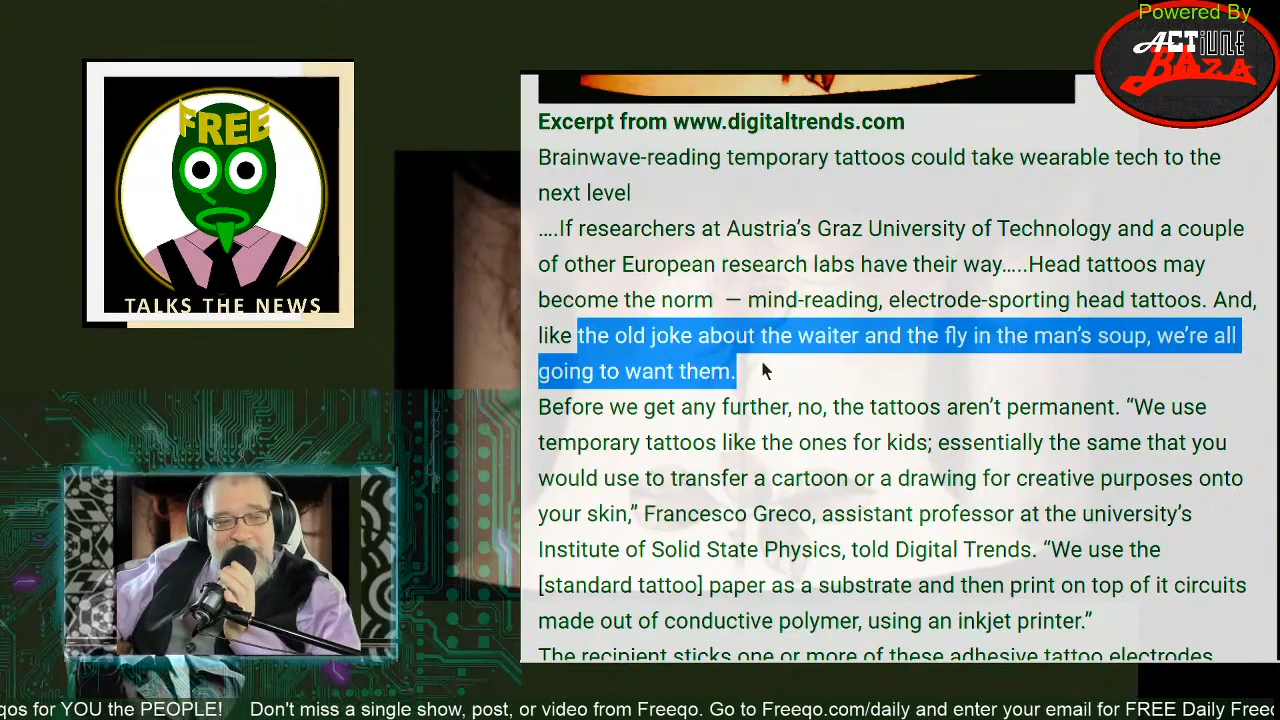 Powered By
ACTiUNE
BAZA
FREE
TALKS THE NEWS
Excerpt from www.digitaltrends.com
Brainwave-reading temporary tattoos could take wearable tech to the
next level
….If researchers at Austria’s Graz University of Technology and a couple
of other European research labs have their way…..Head tattoos may
become the norm — mind-reading, electrode-sporting head tattoos. And,
like the old joke about the waiter and the fly in the man’s soup, we’re all
going to want them.
Before we get any further, no, the tattoos aren’t permanent. “We use
temporary tattoos like the ones for kids; essentially the same that you
would use to transfer a cartoon or a drawing for creative purposes onto
your skin,” Francesco Greco, assistant professor at the university’s
Institute of Solid State Physics, told Digital Trends. “We use the
[standard tattoo] paper as a substrate and then print on top of it circuits
made out of conductive polymer, using an inkjet printer.”
The recipient sticks one or more of these adhesive tattoo electrodes
qos for YOU the PEOPLE! Don't miss a single show, post, or video from Freeqo. Go to Freeqo.com/daily and enter your email for FREE Daily Freec